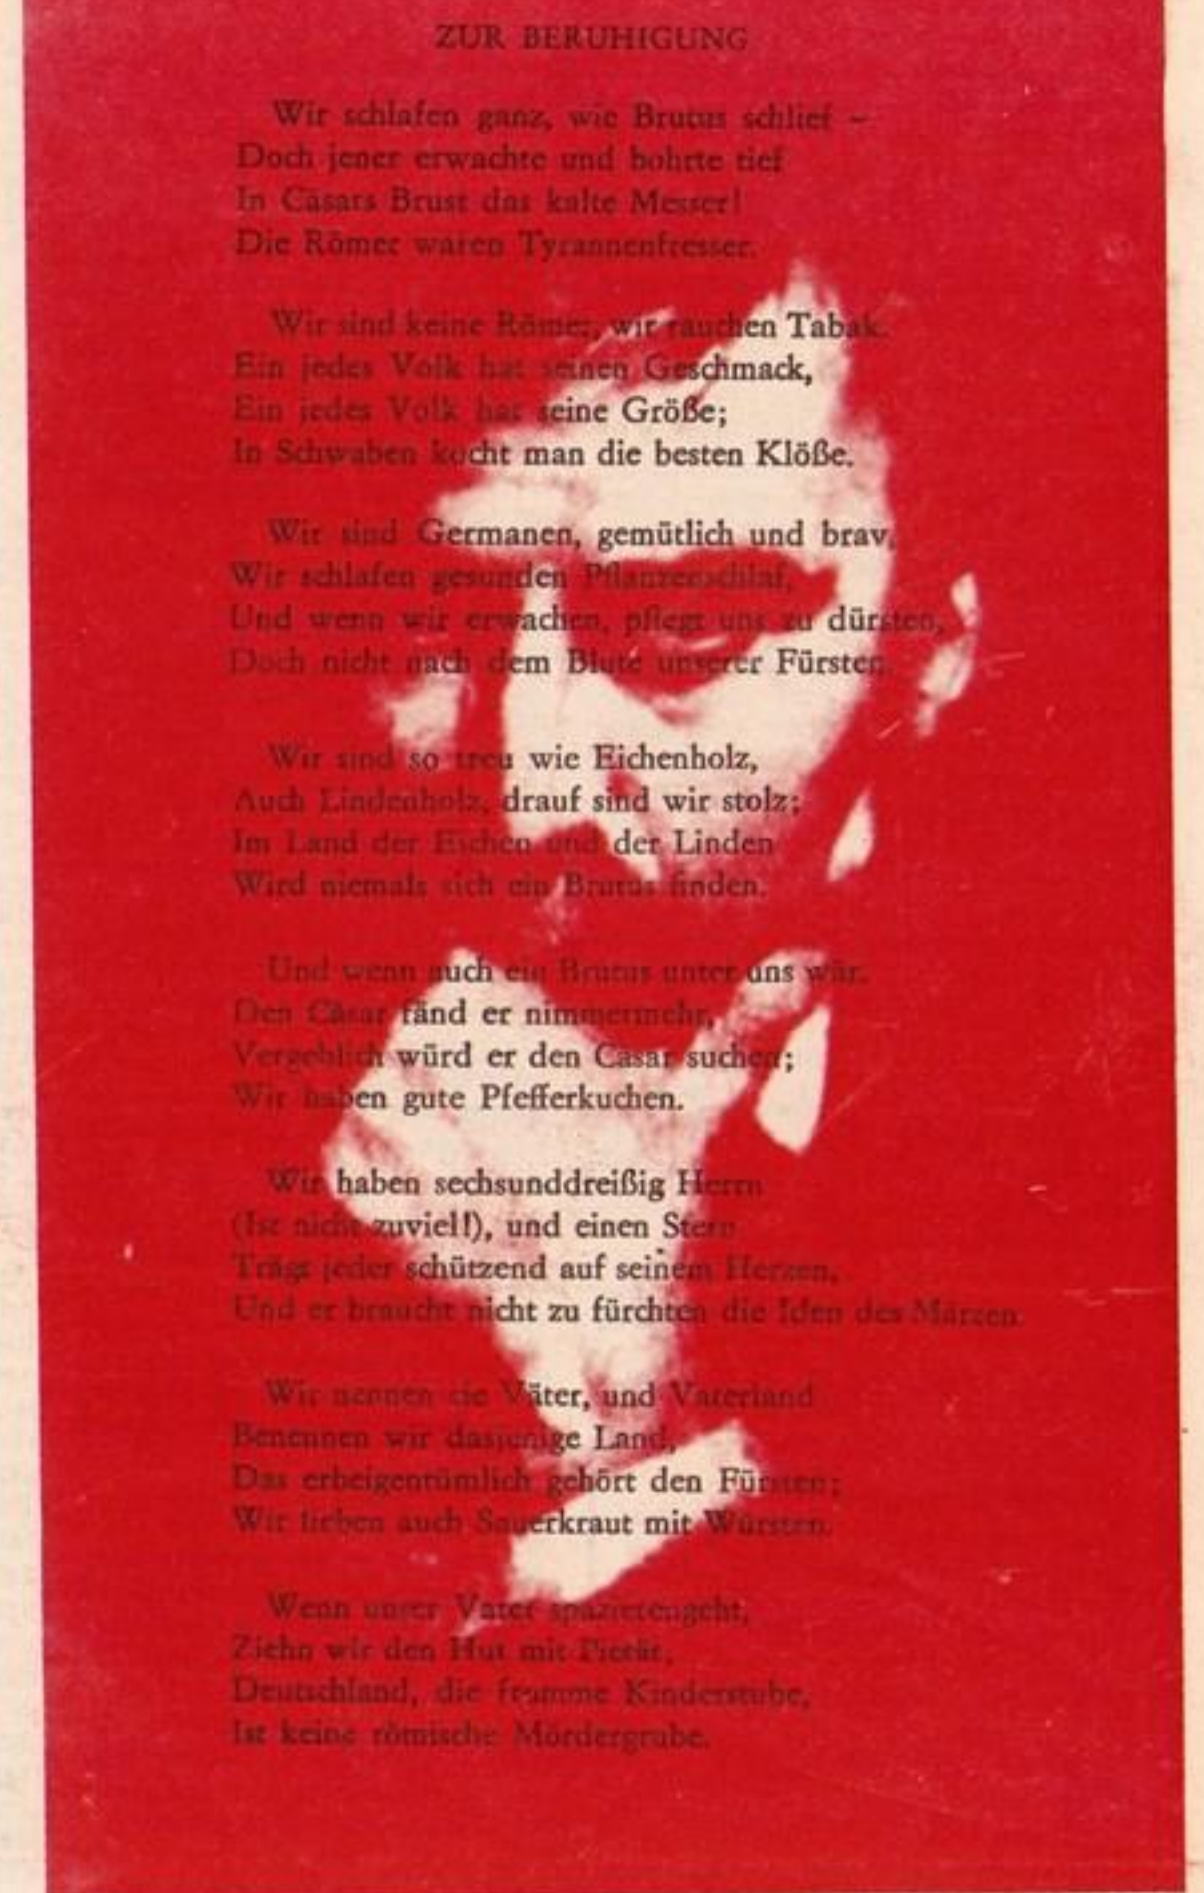 ZUR BERUHIGUNG
Wir schlafen ganz, wie Brutus schlief –
Doch jener erwachte und bohrte tief
In Cäsars Brust das kalte Messer!
Die Römer waren Tyrannenfresser.
Wir sind keine Römer, wir rauchen Tabak.
Ein jedes Volk hat seinen Geschmack,
Ein jedes Volk hat seine Größe;
In Schwaben kocht man die besten Klöße.
Wir sind Germanen, gemütlich und brav,
Wir schlafen gesunden Pflanzenschlaf,
Und wenn wir erwachen, pflegt uns zu dürsten,
Doch nicht nach dem Blute unserer Fürsten.
Wir sind so treu wie Eichenholz,
Auch Lindenholz, drauf sind wir stolz;
Im Land der Eichen und der Linden
Wird niemals sich ein Brutus finden.
Und wenn auch ein Brutus unter uns wär,
Den Cäsar fänd er nimmermehr,
Vergeblich würd er den Cäsar suchen;
Wir haben gute Pfefferkuchen.
Wir haben sechsunddreißig Herrn
(Ist nicht zuviel!), und einen Stern
Trägt jeder schützend auf seinem Herzen,
Und er braucht nicht zu fürchten die Iden des Märzen.
Wir nennen sie Väter, und Vaterland
Benennen wir dasjenige Land,
Das erbeigentümlich gehört den Fürsten;
Wir lieben auch Sauerkraut mit Würsten.
Wenn unser Vater spazierengeht,
Ziehn wir den Hut mit Pietät;
Deutschland, die fromme Kinderstube,
Ist keine römische Mördergrube.